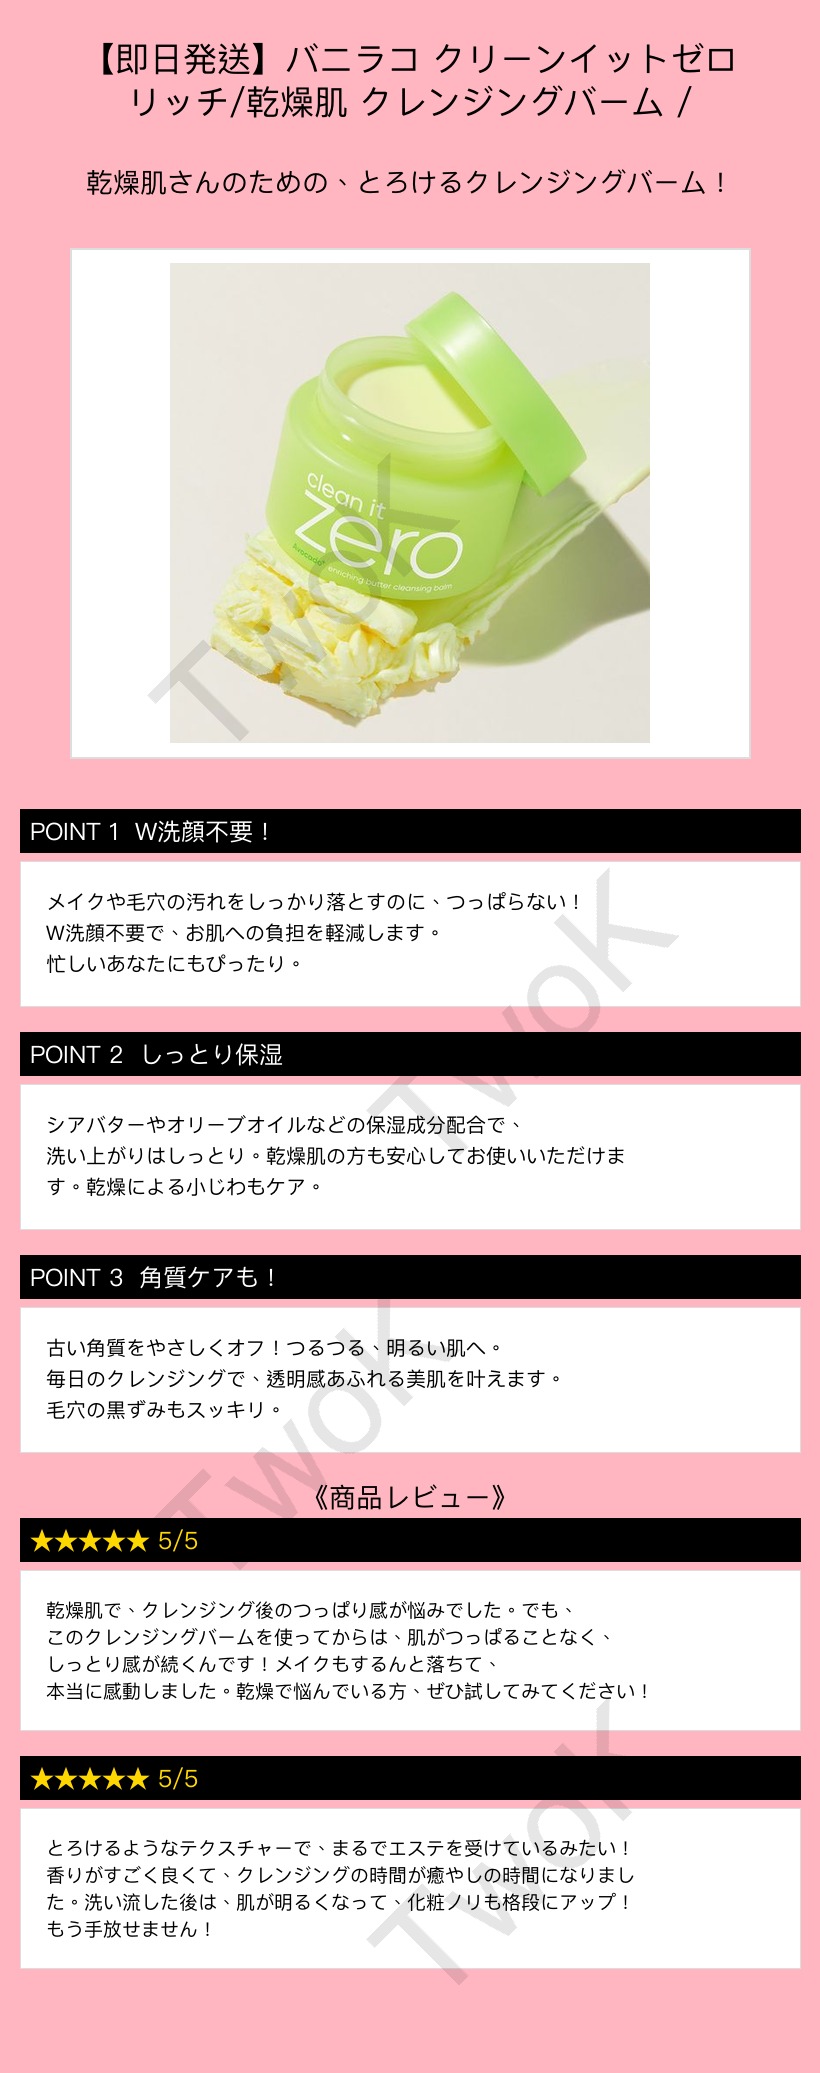 【即日発送】バニラコ クリーンイットゼロ
リッチ/乾燥肌 クレンジングバーム /
乾燥肌さんのための、とろけるクレンジングバーム！
clean it
zero
Avocado+ enriching butter cleansing balm
TwoK
POINT 1 W洗顔不要！
メイクや毛穴の汚れをしっかり落とすのに、つっぱらない！
W洗顔不要で、お肌への負担を軽減します。
忙しいあなたにもぴったり。
TwoK
POINT 2 しっとり保湿
シアバターやオリーブオイルなどの保湿成分配合で、
洗い上がりはしっとり。乾燥肌の方も安心してお使いいただけま
す。乾燥による小じわもケア。
POINT 3 角質ケアも！
古い角質をやさしくオフ！つるつる、明るい肌へ。
毎日のクレンジングで、透明感あふれる美肌を叶えます。
毛穴の黒ずみもスッキリ。
TwoK
《商品レビュー》
★★★★★ 5/5
乾燥肌で、クレンジング後のつっぱり感が悩みでした。でも、
このクレンジングバームを使ってからは、肌がつっぱることなく、
しっとり感が続くんです！メイクもするんと落ちて、
本当に感動しました。乾燥で悩んでいる方、ぜひ試してみてください！
★★★★★ 5/5
とろけるようなテクスチャーで、まるでエステを受けているみたい！
香りがすごく良くて、クレンジングの時間が癒やしの時間になりまし
た。洗い流した後は、肌が明るくなって、化粧ノリも格段にアップ！
もう手放せません！
TwoK